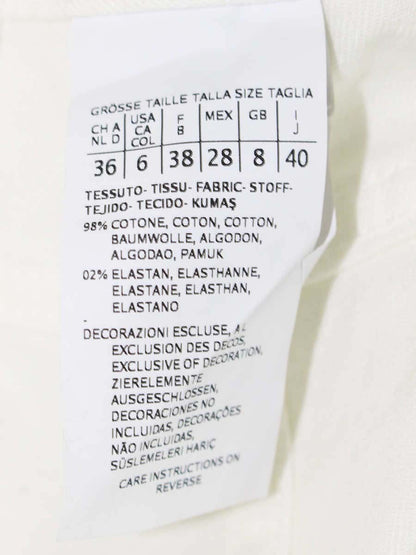 GRÖSSE TAILLE TALLA SIZE TAGLIA
CH A NL D USA CA COL F B MEX GB I J
36 6 38 28 8 40
TESSUTO- TISSU- FABRIC- STOFF-
TEJIDO- TECIDO- KUMAŞ
98% COTONE, COTON, COTTON,
BAUMWOLLE, ALGODON,
ALGODAO, PAMUK
02% ELASTAN, ELASTHANNE,
ELASTANE, ELASTHAN,
ELASTANO
DECORAZIONI ESCLUSE, AL
EXCLUSION DES DECOS,
EXCLUSIVE OF DECORATION,
ZIERELEMENTE
AUSGESCHLOSSEN,
DECORACIONES NO
INCLUIDAS, DECORAÇÕES
NÃO INCLUIDAS,
SÜSLEMELERI HARIÇ
CARE INSTRUCTIONS ON
REVERSE